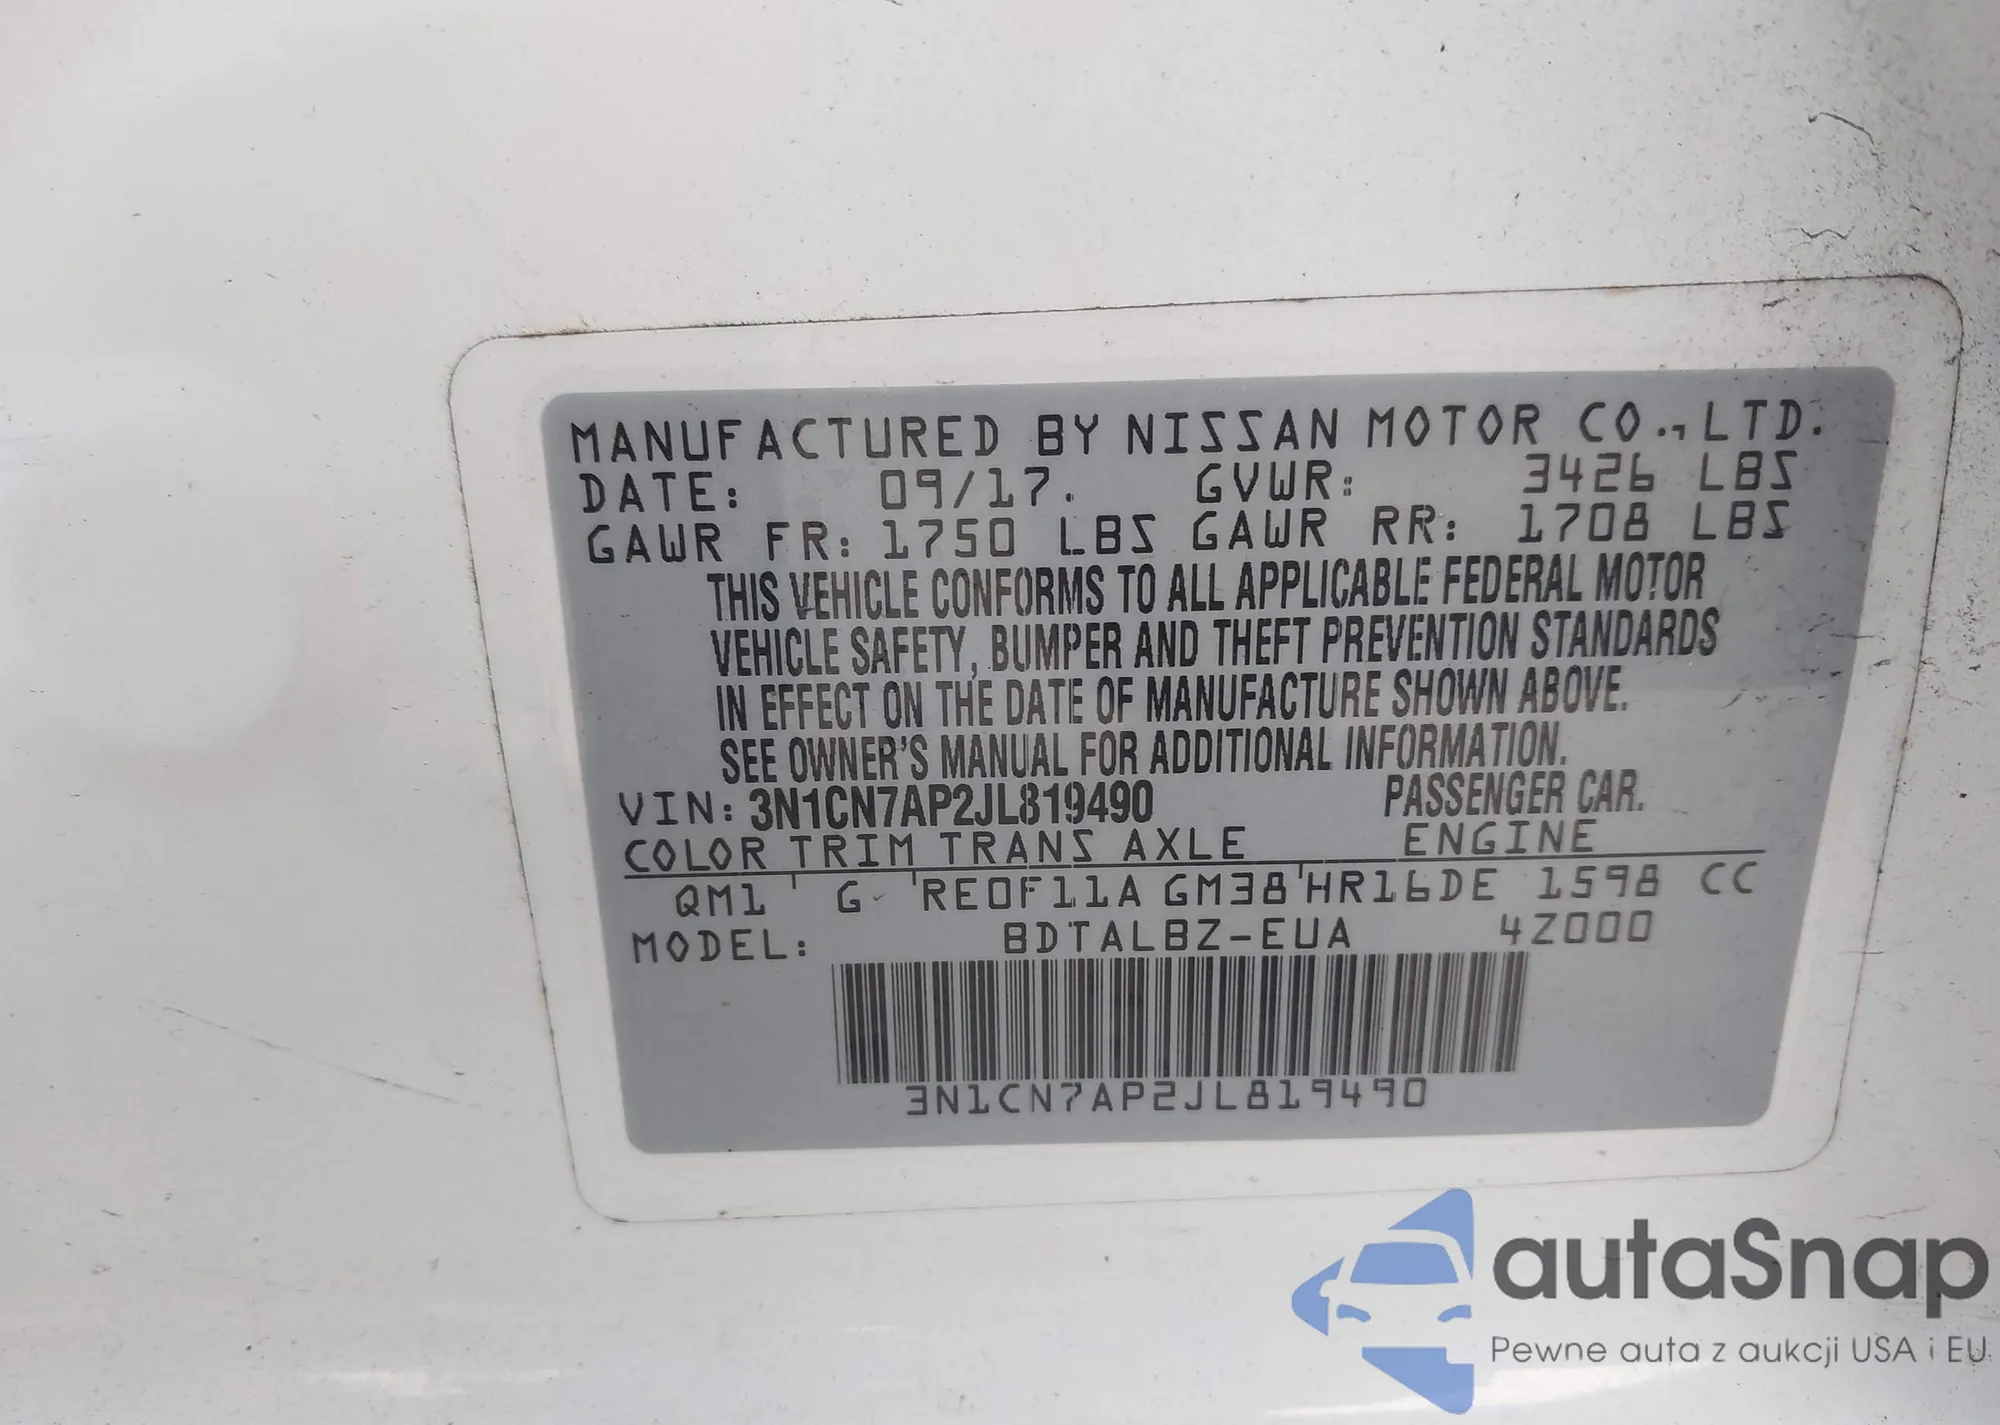 MANUFACTURED BY NISSAN MOTOR CO., LTD.
DATE: 09/17. GVWR: 3426 LBS
GAWR FR: 1750 LBS GAWR RR: 1708 LBS
THIS VEHICLE CONFORMS TO ALL APPLICABLE FEDERAL MOTOR
VEHICLE SAFETY, BUMPER AND THEFT PREVENTION STANDARDS
IN EFFECT ON THE DATE OF MANUFACTURE SHOWN ABOVE.
SEE OWNER'S MANUAL FOR ADDITIONAL INFORMATION.
VIN: 3N1CN7AP2JL819490 PASSENGER CAR.
COLOR TRIM TRANS AXLE ENGINE
QM1 G RE0F11A GM38 HR16DE 1598 CC
MODEL: BDTALBZ-EUA 4Z000
3N1CN7AP2JL819490
autaSnap
Pewne auta z aukcji USA i EU